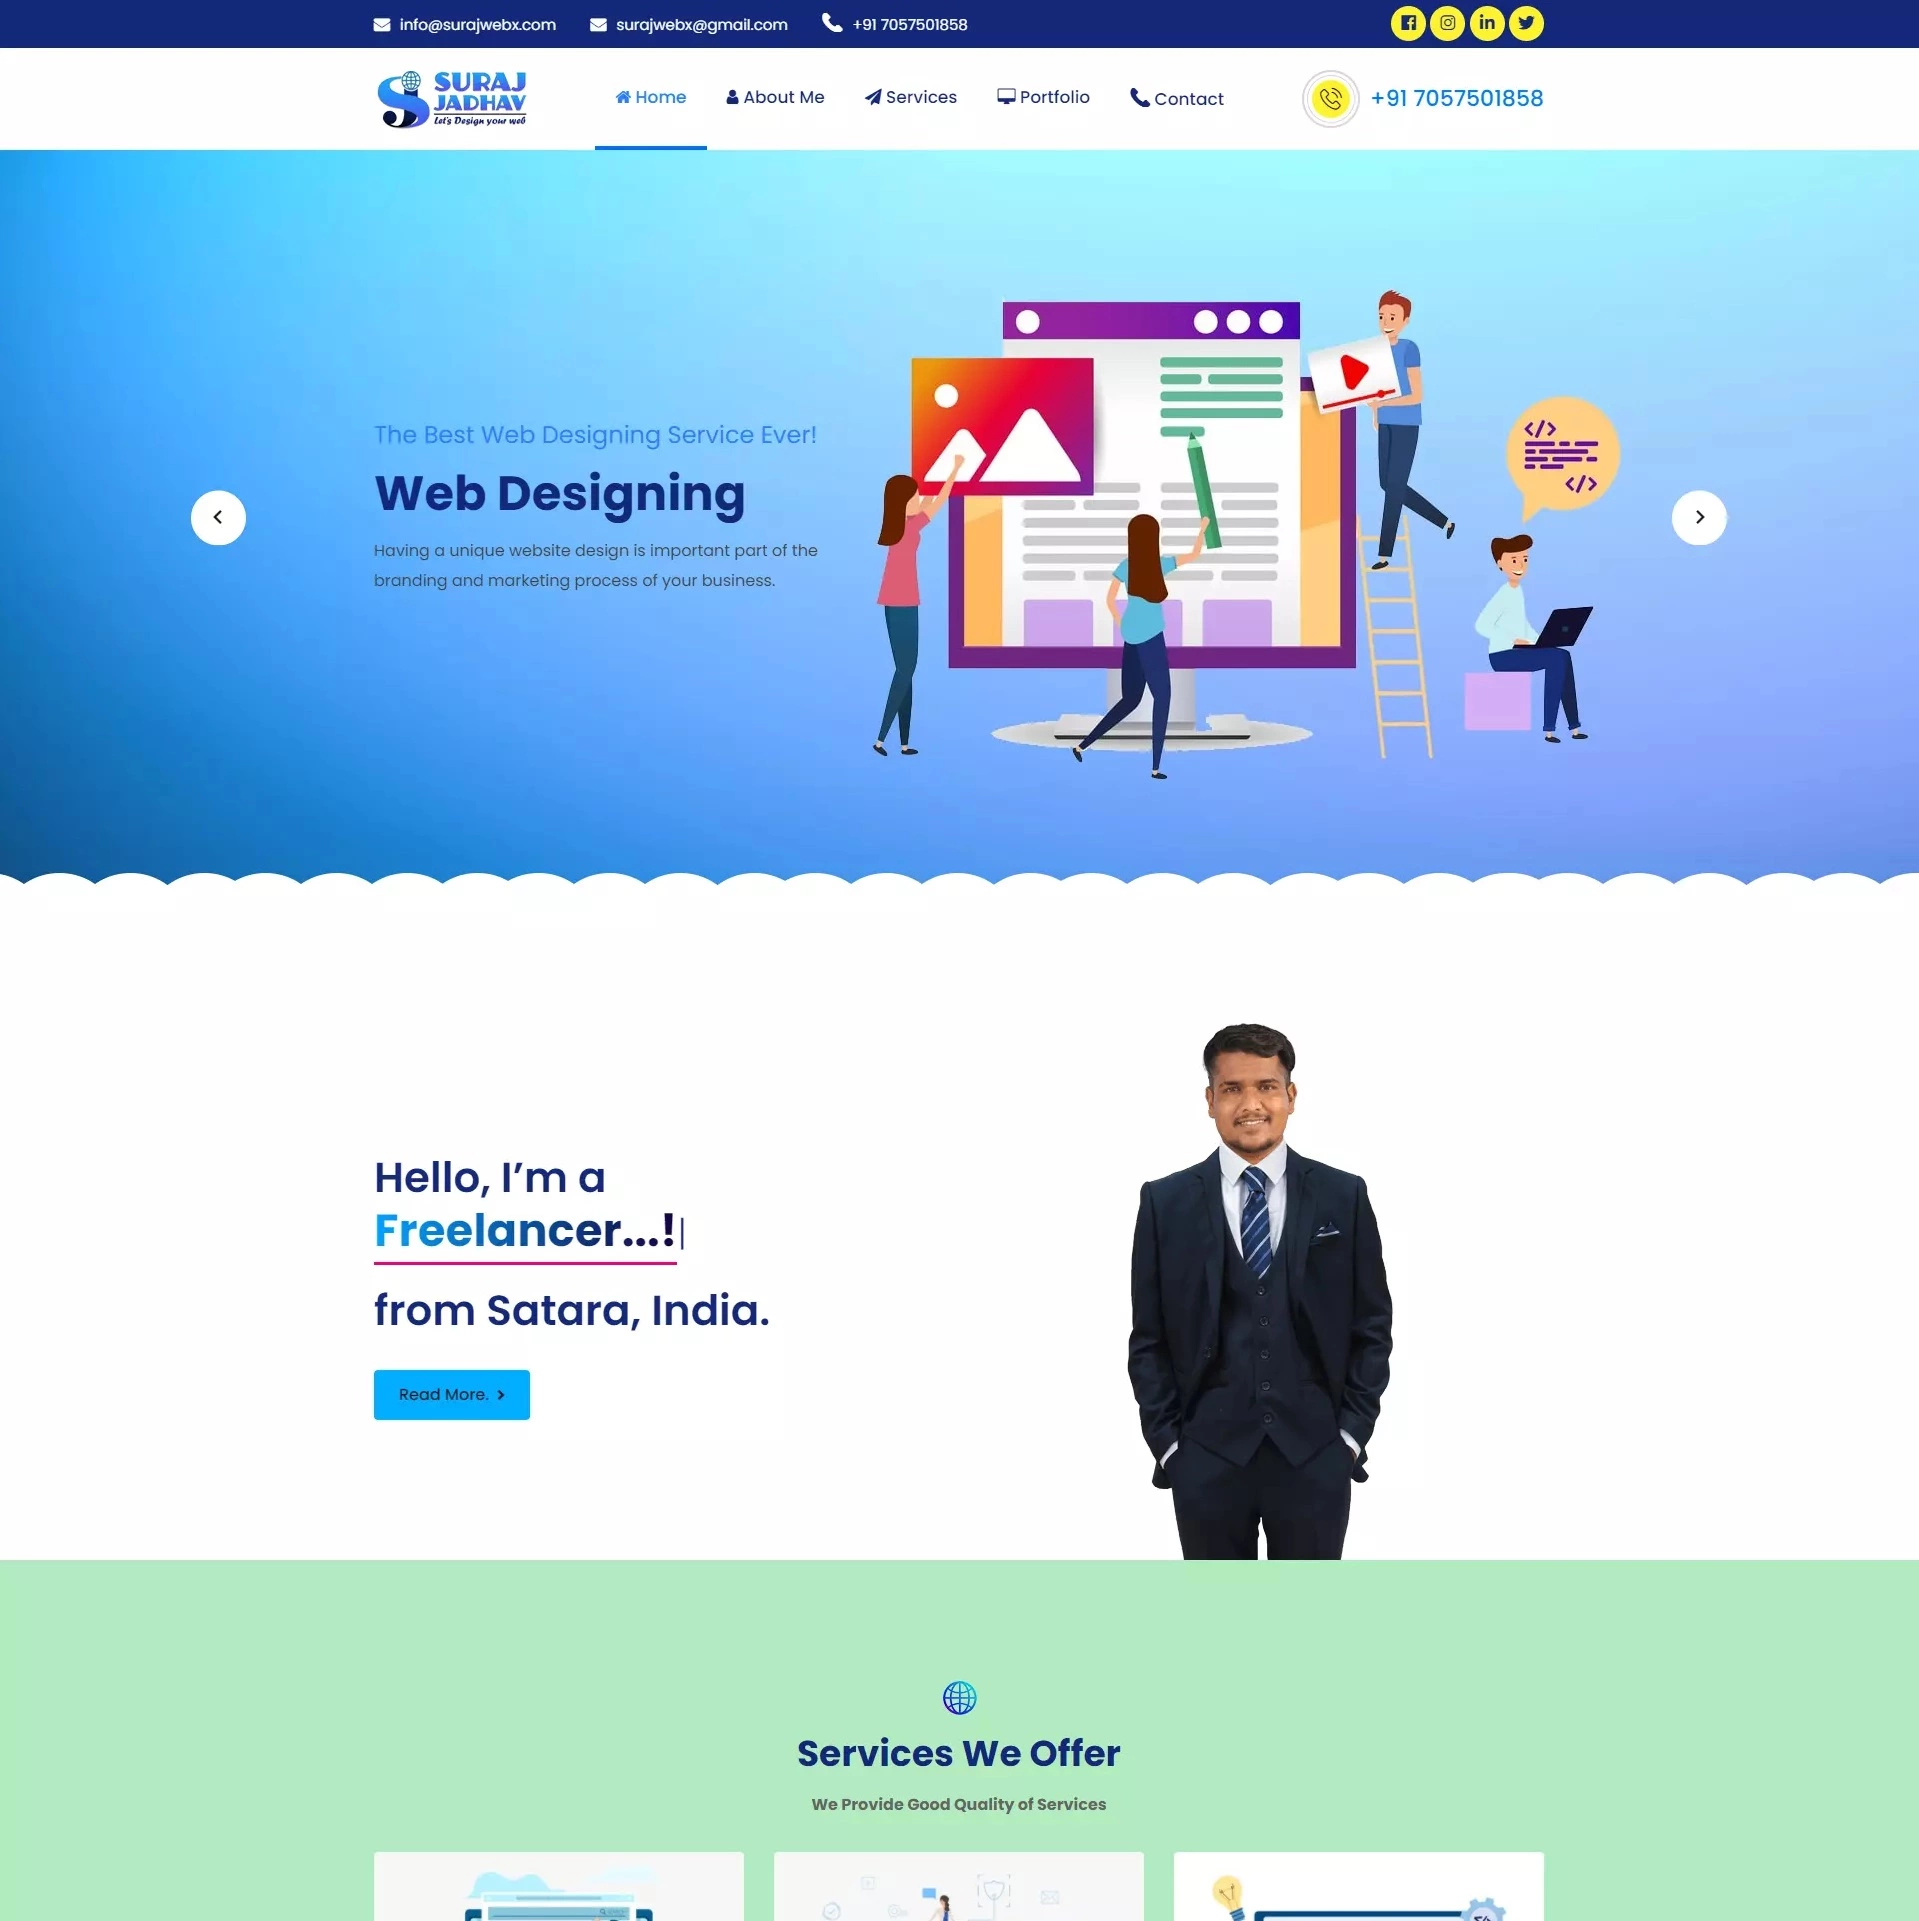 info@surajwebx.com
surajwebx@gmail.com
+91 7057501858
SURAJ
JADHAV
Let's Design your web
Home
About Me
Services
Portfolio
Contact
+91 7057501858
The Best Web Designing Service Ever!
Web Designing
Having a unique website design is important part of the
branding and marketing process of your business.
</>
</>
Hello, I’m a
Freelancer...!
from Satara, India.
Read More.
Services We Offer
We Provide Good Quality of Services